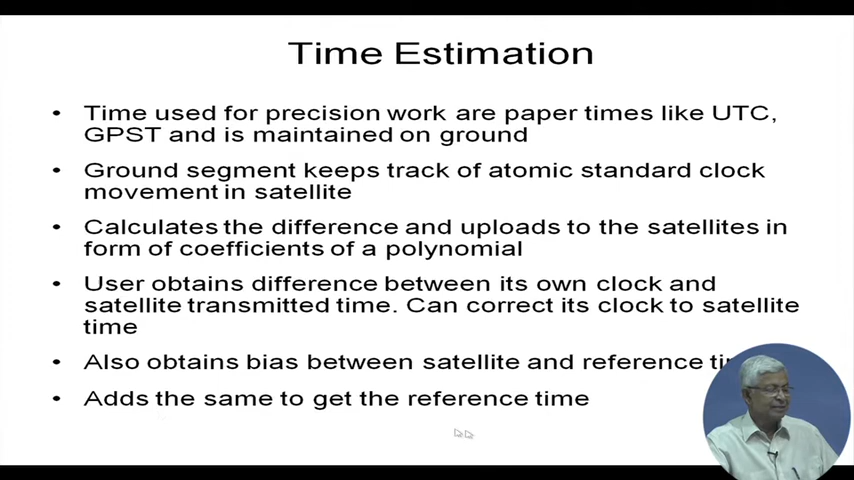 Time Estimation
• Time used for precision work are paper times like UTC,
GPST and is maintained on ground
• Ground segment keeps track of atomic standard clock
movement in satellite
• Calculates the difference and uploads to the satellites in
form of coefficients of a polynomial
• User obtains difference between its own clock and
satellite transmitted time. Can correct its clock to satellite
time
• Also obtains bias between satellite and reference
• Adds the same to get the reference time